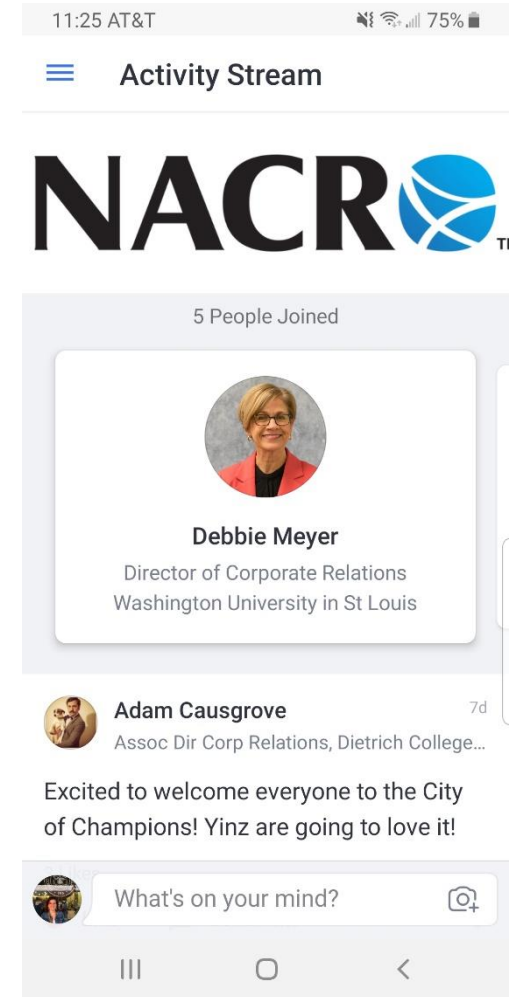 11:25 AT&T 75%
Activity Stream
NACRO
5 People Joined
Debbie Meyer
Director of Corporate Relations
Washington University in St Louis
Adam Causgrove 7d
Assoc Dir Corp Relations, Dietrich College...
Excited to welcome everyone to the City
of Champions! Yinz are going to love it!
What's on your mind?